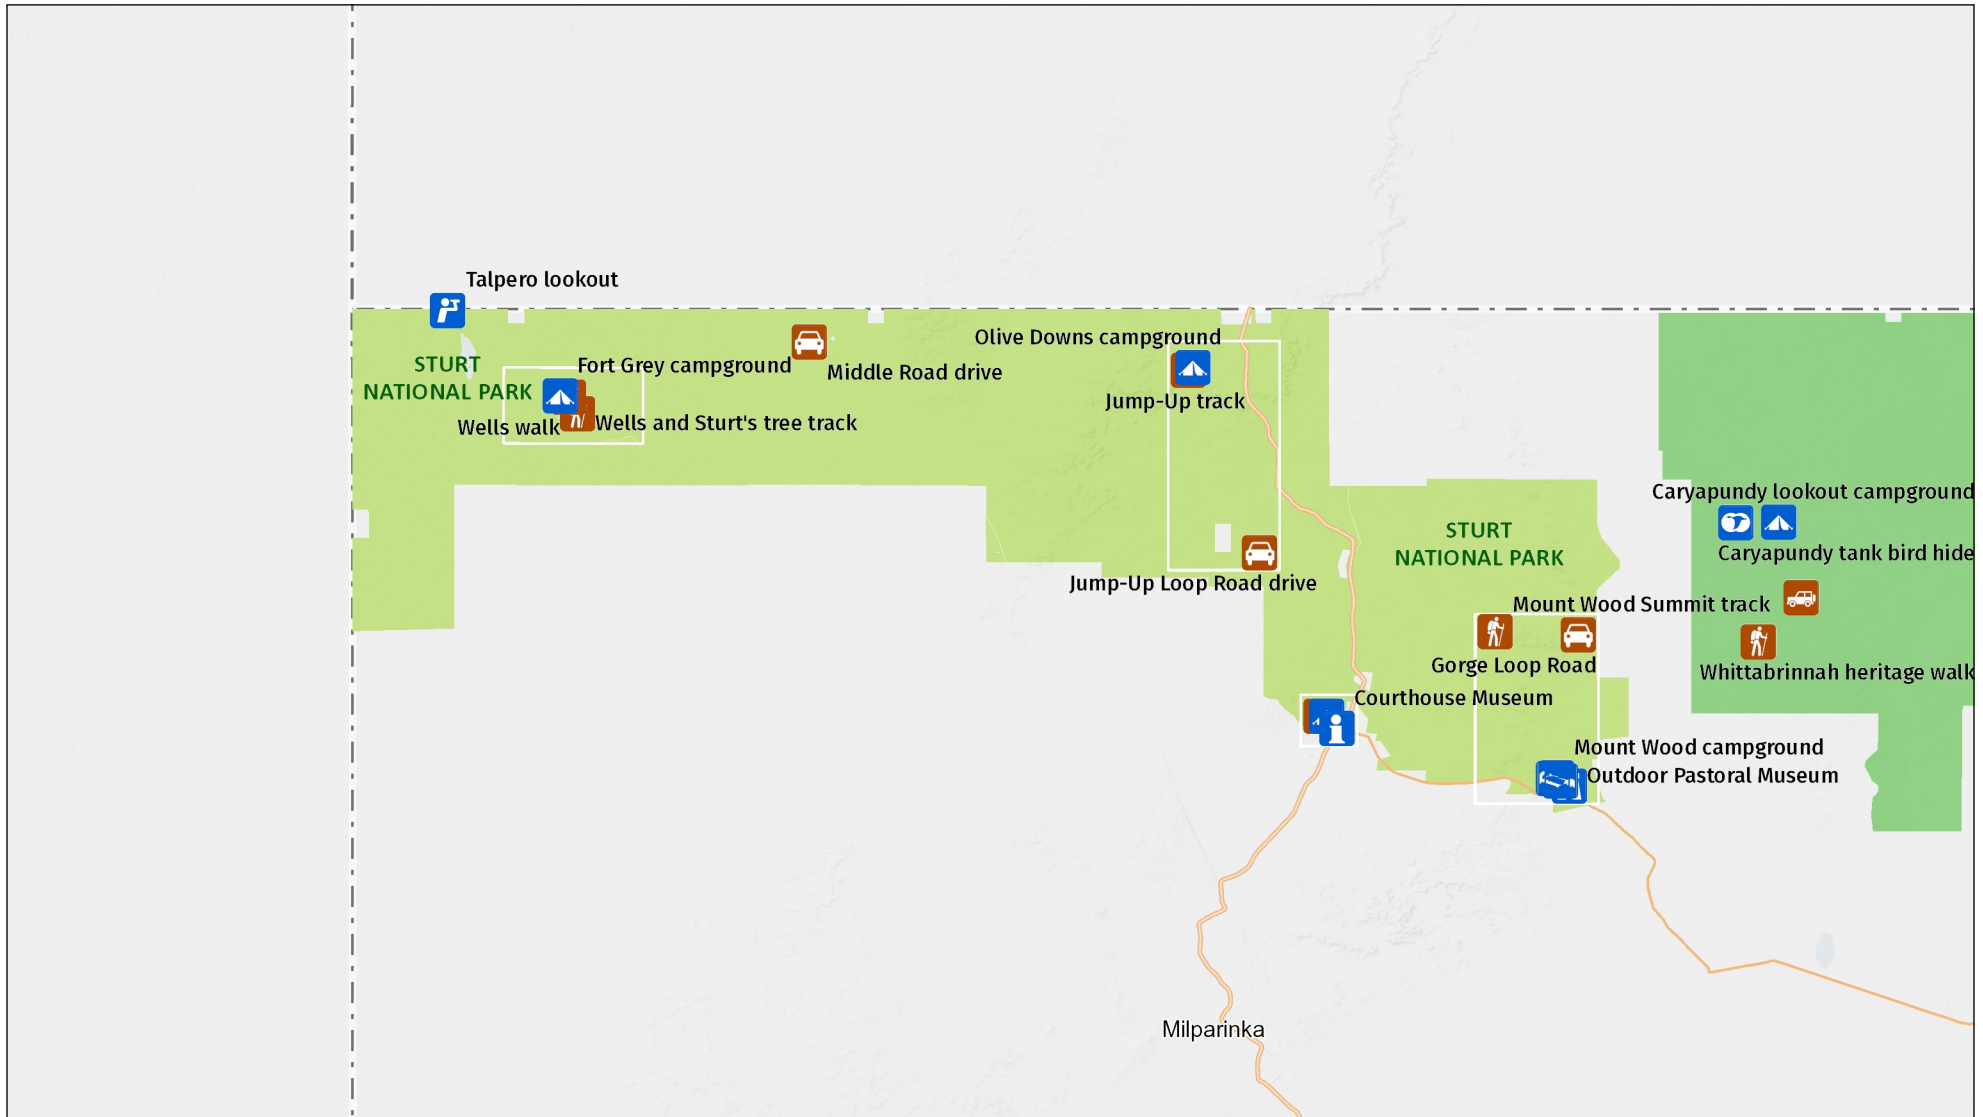 Talpero lookout
STURT
NATIONAL PARK
Fort Grey campground
Middle Road drive
Wells walk
Wells and Sturt's tree track
Olive Downs campground
Jump-Up track
Jump-Up Loop Road drive
STURT
NATIONAL PARK
Caryapundy lookout campground
Caryapundy tank bird hide
Mount Wood Summit track
Gorge Loop Road
Whittabrinnah heritage walk
Courthouse Museum
Mount Wood campground
Outdoor Pastoral Museum
Milparinka